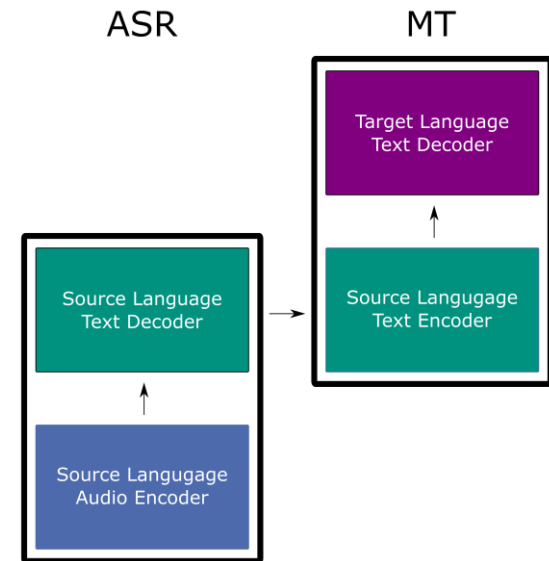 ASR
MT
Target Language
Text Decoder
Source Language
Text Decoder
Source Langugage
Text Encoder
Source Langugage
Audio Encoder